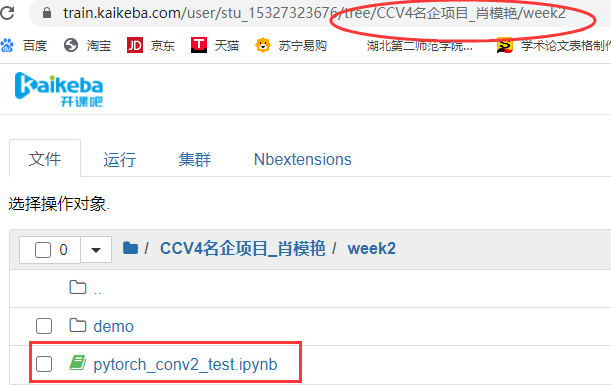 train.kaikeba.com/user/stu_15327323676/tree/CCV4名企项目_肖模艳/week2
百度 淘宝 JD 京东 T 天猫 苏宁易购 湖北第二师范学院... S 学术论文表格制作
Kaikeba
开课吧
文件 运行 集群 Nbextensions
选择操作对象.
0 / CCV4名企项目_肖模艳 / week2
..
demo
pytorch_conv2_test.ipynb